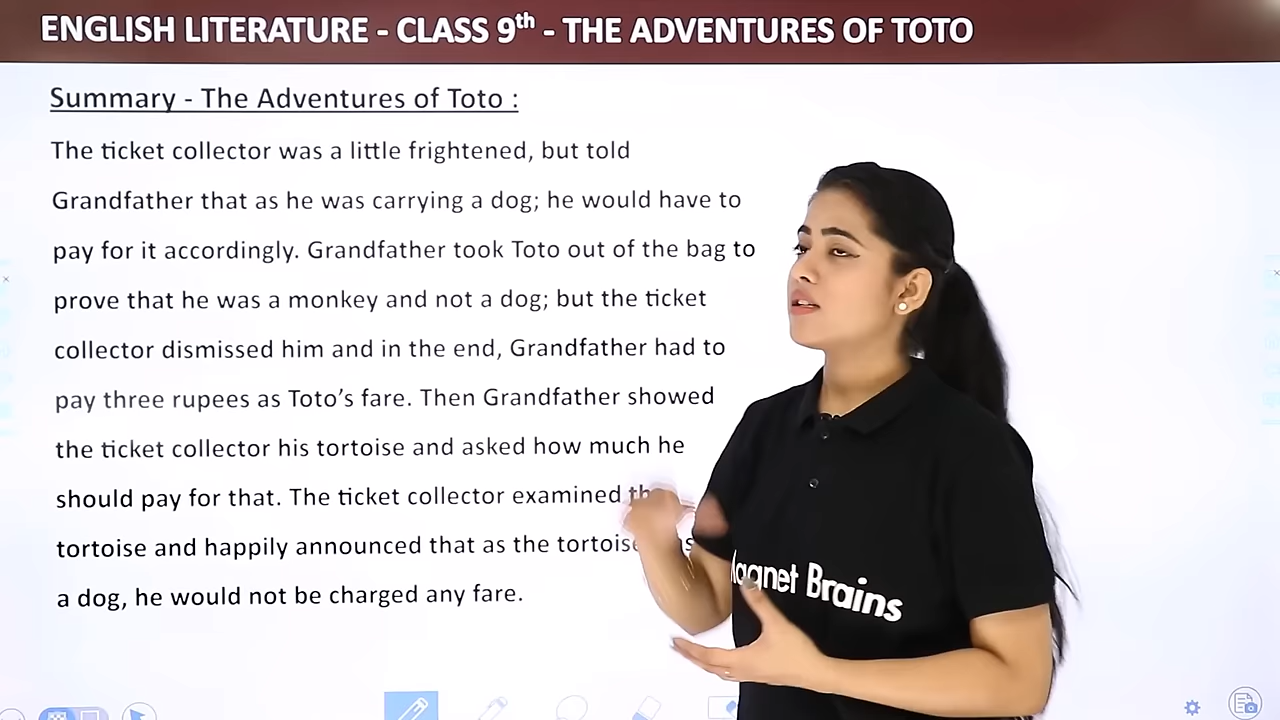 ENGLISH LITERATURE - CLASS 9th - THE ADVENTURES OF TOTO
Summary - The Adventures of Toto :
The ticket collector was a little frightened, but told
Grandfather that as he was carrying a dog; he would have to
pay for it accordingly. Grandfather took Toto out of the bag to
prove that he was a monkey and not a dog; but the ticket
collector dismissed him and in the end, Grandfather had to
pay three rupees as Toto’s fare. Then Grandfather showed
the ticket collector his tortoise and asked how much he
should pay for that. The ticket collector examined
tortoise and happily announced that as the
a dog, he would not be charged any fare.
Brains